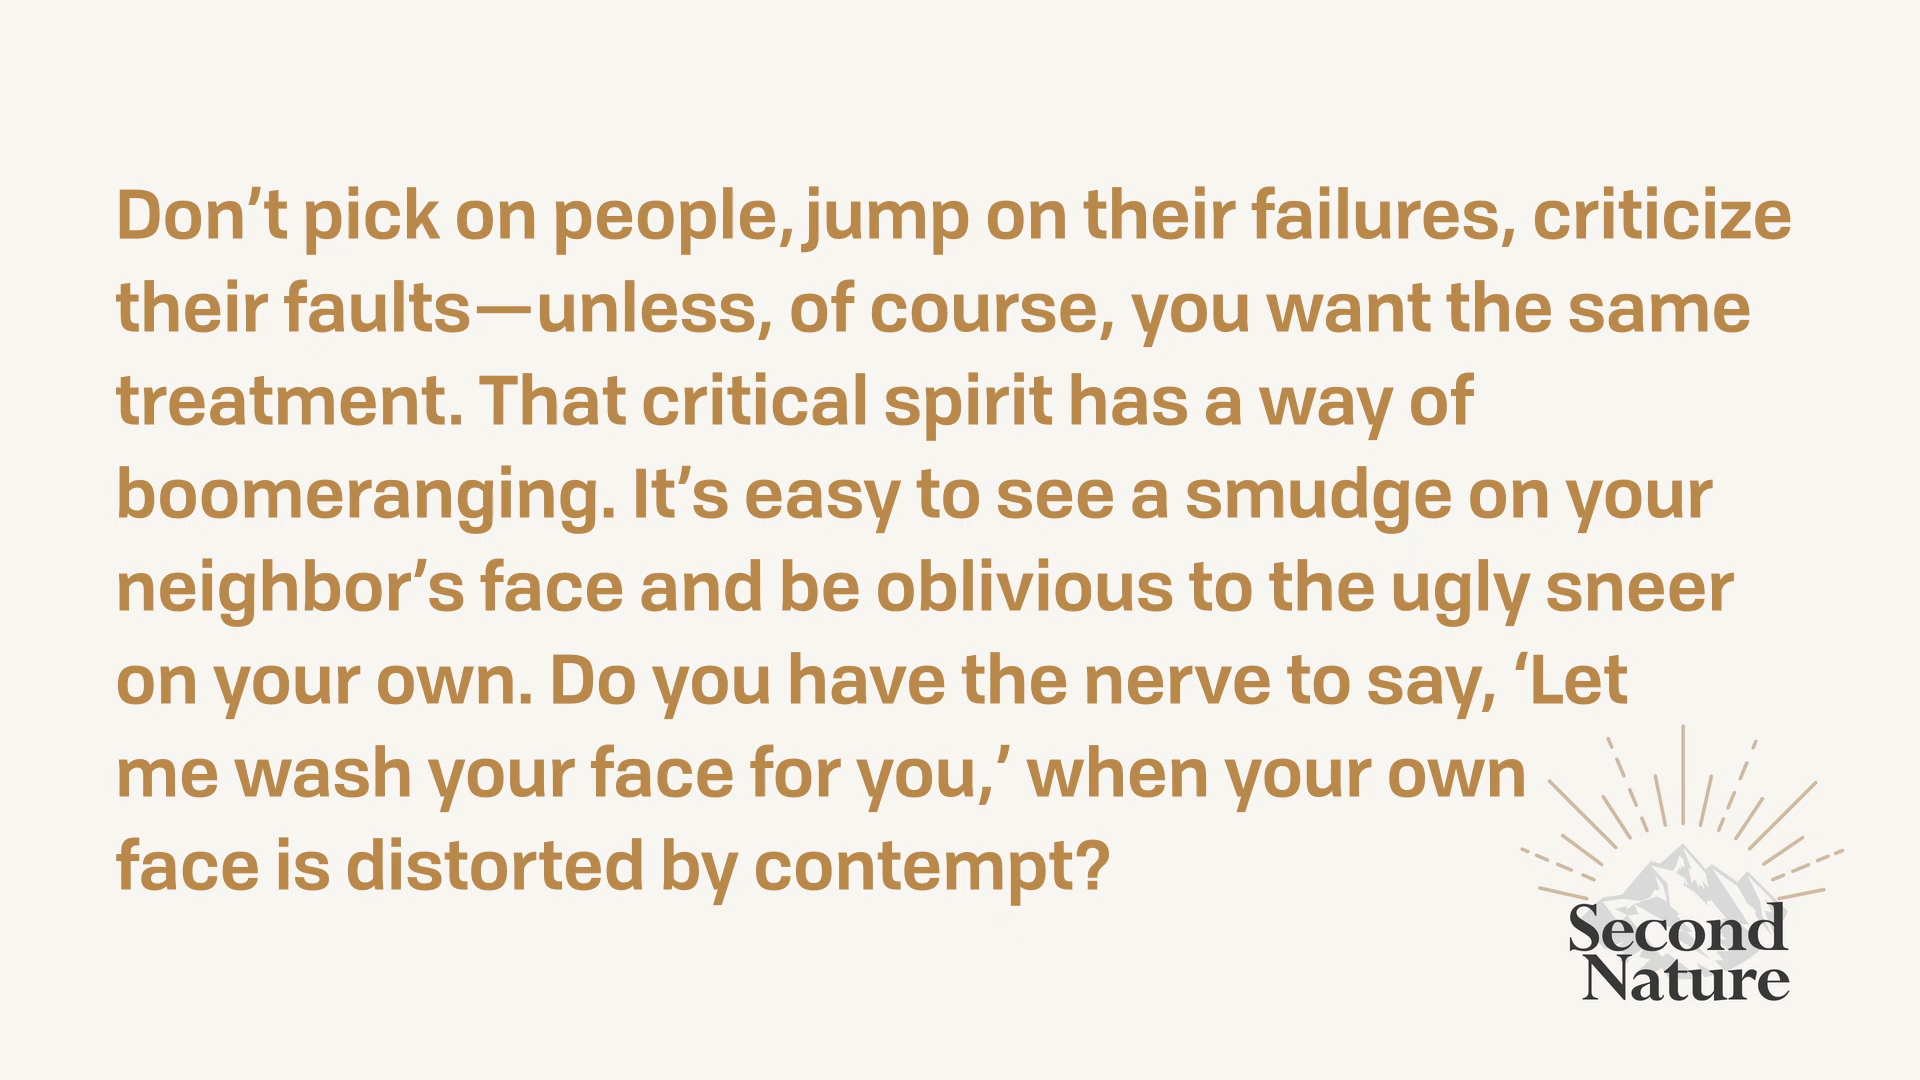 Don’t pick on people, jump on their failures, criticize
their faults—unless, of course, you want the same
treatment. That critical spirit has a way of
boomeranging. It’s easy to see a smudge on your
neighbor’s face and be oblivious to the ugly sneer
on your own. Do you have the nerve to say, ‘Let
me wash your face for you,’ when your own
face is distorted by contempt?
Second
Nature